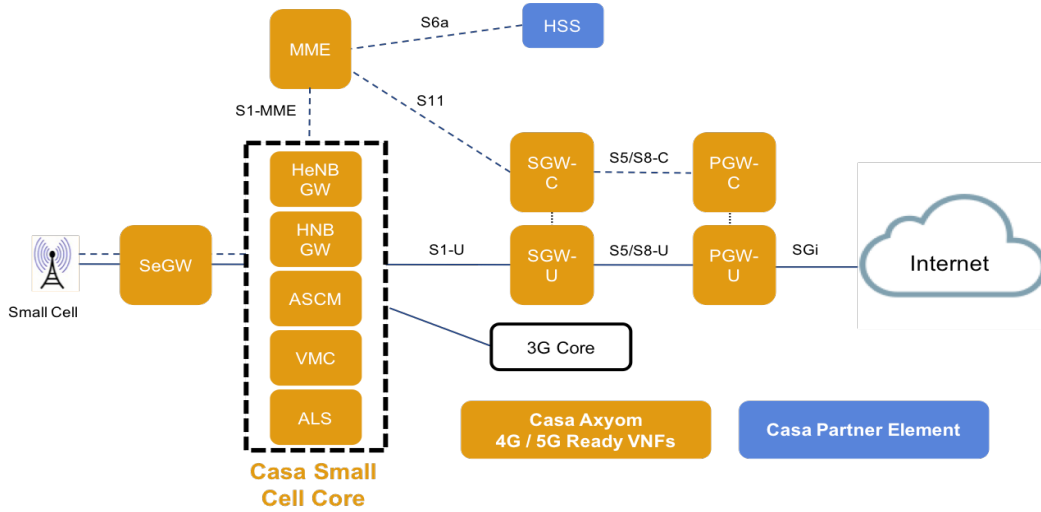 S6a
HSS
MME
S11
S1-MME
HeNB
GW
HNB
GW
ASCM
VMC
ALS
Casa Small
Cell Core
Small Cell
SeGW
SGW-
C
S5/S8-C
PGW-
C
S1-U
SGW-
U
S5/S8-U
PGW-
U
SGi
Internet
3G Core
Casa Axyom
4G / 5G Ready VNFs
Casa Partner Element